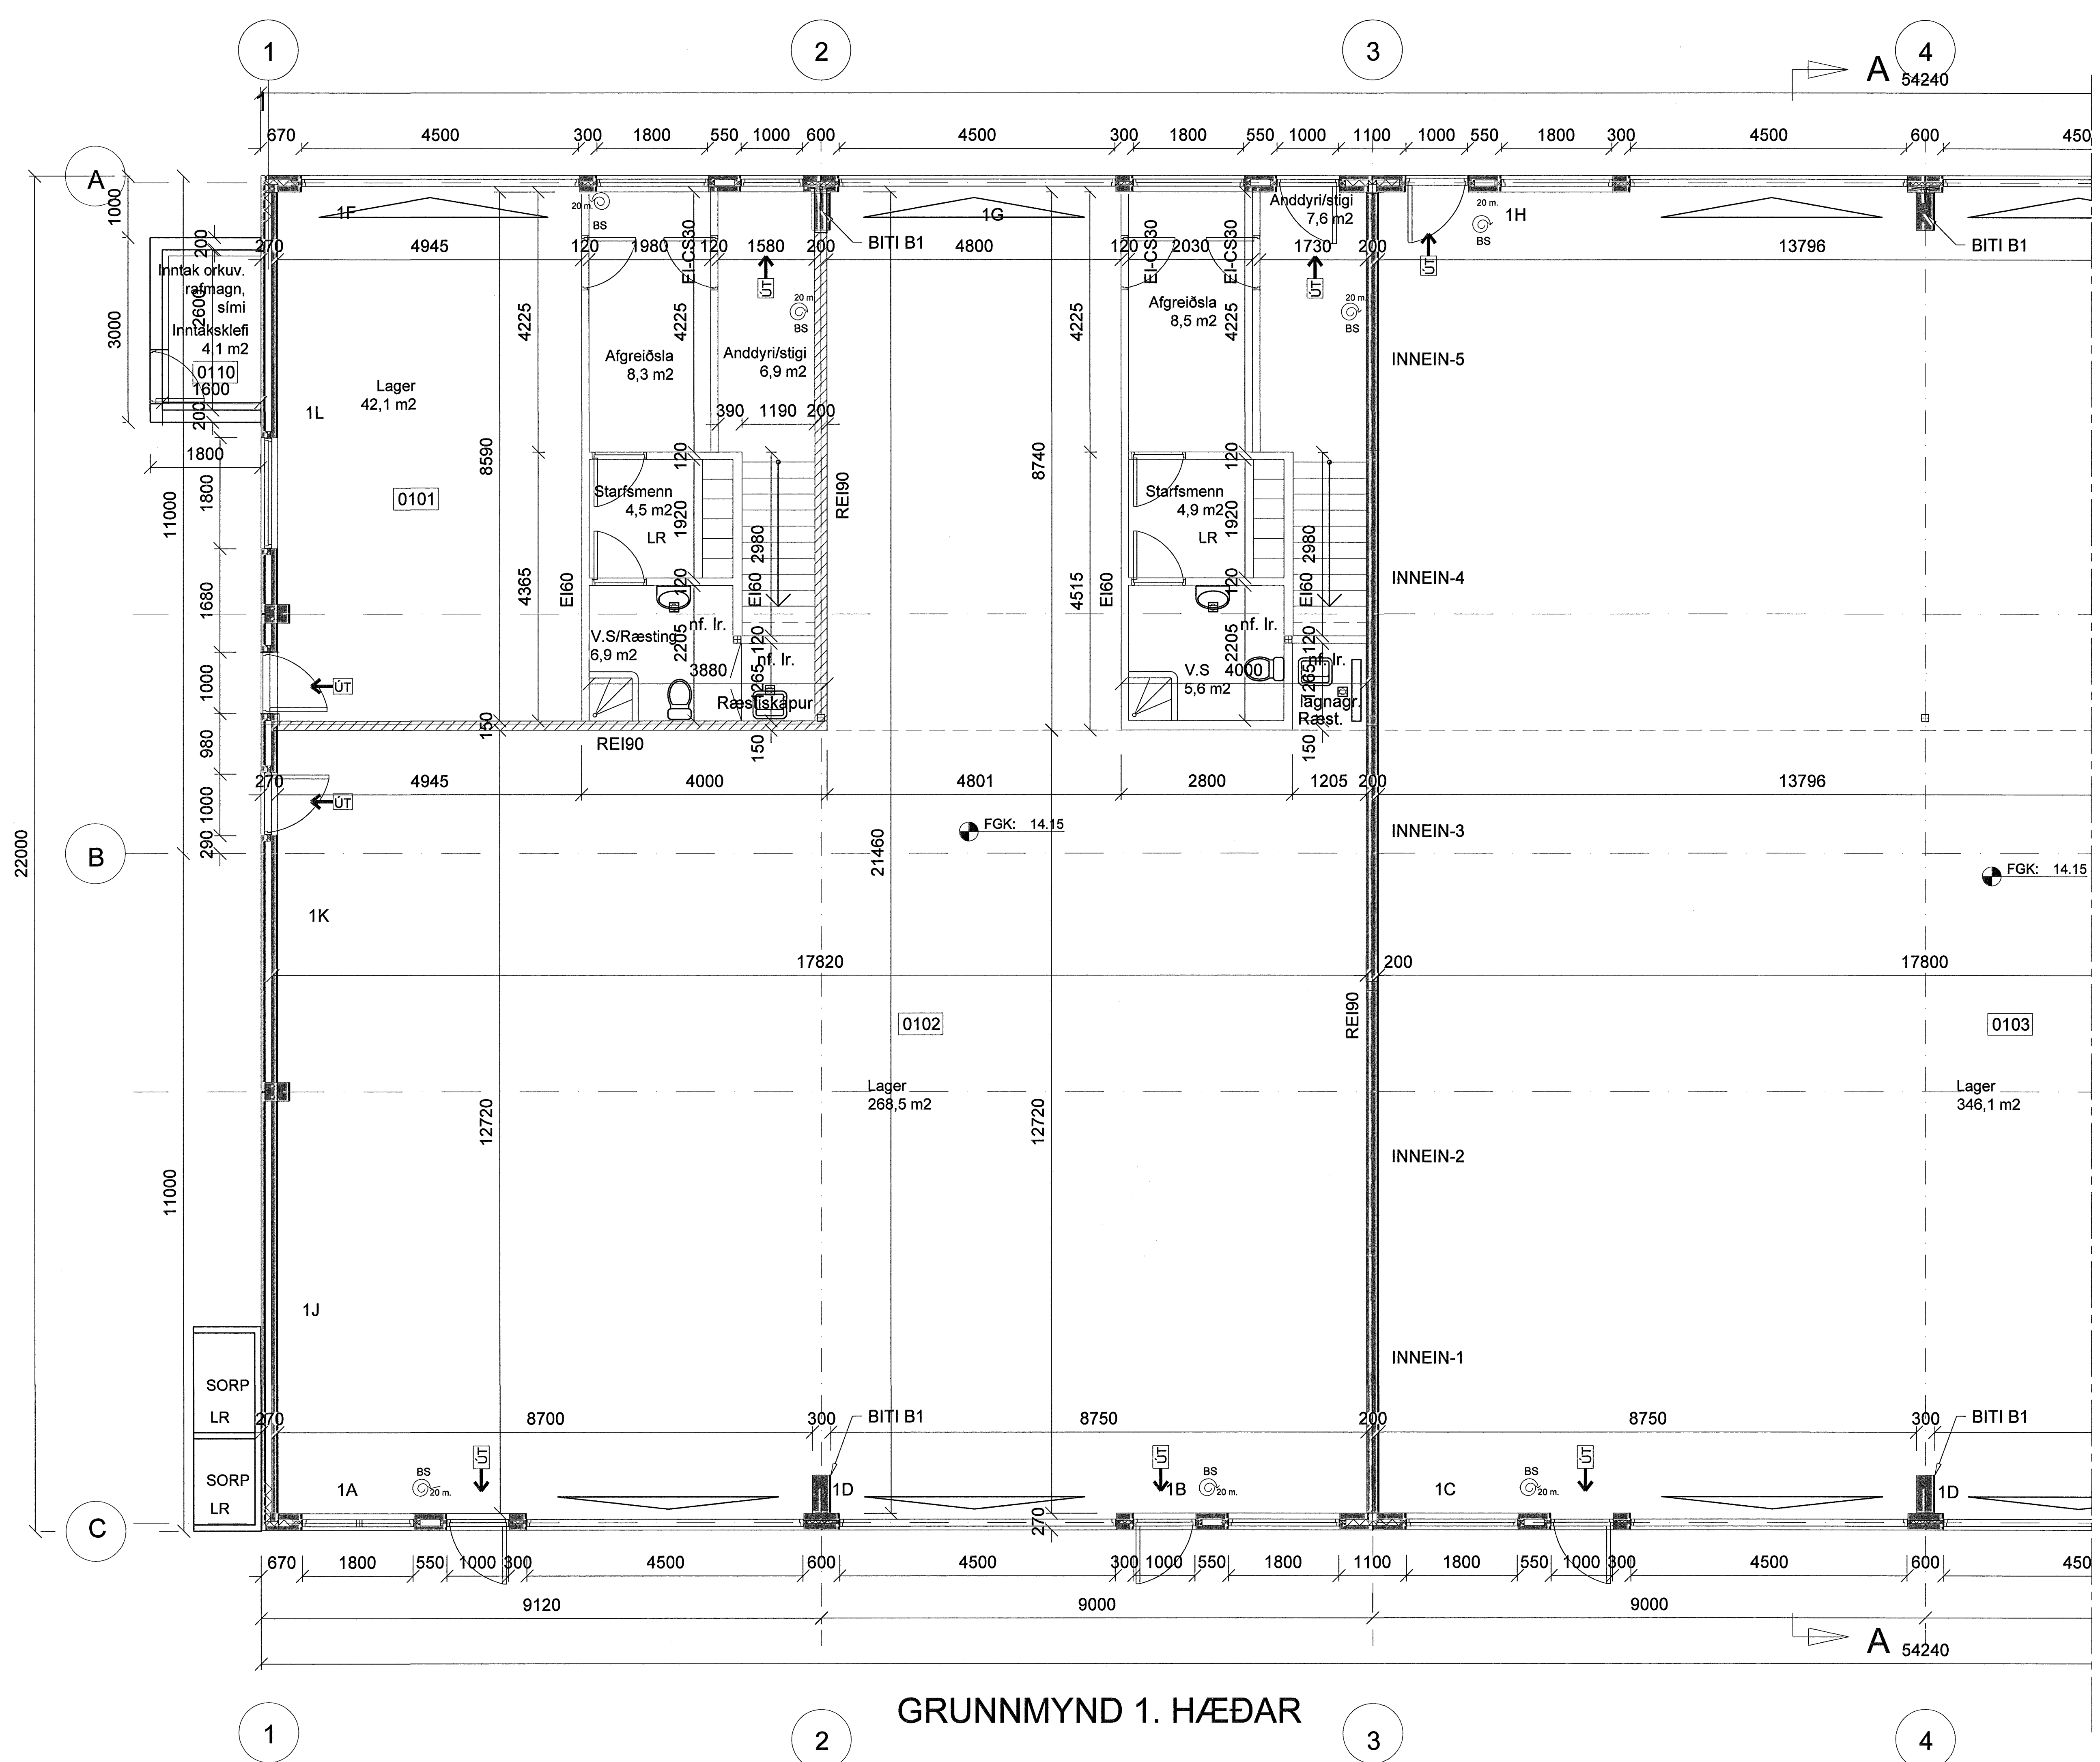 1 2 3 4
A 54240
1
670 4500 300 1800 550 1000 600 4500 300 1800 550 1000 1100 1000 550 1800 300 4500 600 450
A
1000
200
3000
2600
200
1800
1600
Inntak orkuv.
rafmagn,
sími
Inntaksklefi
4,1 m2
0110
1F
20 m.
BS
1G
Anddyri/stigi
7,6 m2
20 m.
BS
1H
BITI B1
BITI B1
270 4945 120 1980 120 1580 200 4800 120 2030 1730 200 13796
EI-CS30
EI-CS30
EI-CS30
ÚT
ÚT
ÚT
20 m.
BS
20 m.
BS
4225
4225
4225
4225
Afgreiðsla
8,3 m2
Anddyri/stigi
6,9 m2
Afgreiðsla
8,5 m2
INNEIN-5
Lager
42,1 m2
1L
390 1190 200
8590
8740
0101
120
120
Starfsmenn
4,5 m2
LR
1920
2980
REI90
Starfsmenn
4,9 m2
LR
1920
2980
11000
1800
1680
1000
980
1000
290
22000
4365
EI60
120
EI60
4515
EI60
120
EI60
INNEIN-4
V.S/Ræsting
6,9 m2
nf. lr.
2205
120
nf. lr.
3880
1265
Ræstiskápur
nf. lr.
2205
120
nf. lr.
V.S
5,6 m2
4000
1265
lagnagr.
Ræst.
ÚT
150
REI90
150
150
270 4945 4000 4801 2800 1205 200 13796
ÚT
FGK: 14.15
INNEIN-3
B
21460
FGK: 14.15
1K
17820 200 17800
REI90
0102
0103
Lager
268,5 m2
Lager
346,1 m2
12720
12720
11000
INNEIN-2
1J
INNEIN-1
SORP
LR
SORP
LR
270 8700 300 8750 200 8750 300
BITI B1
BITI B1
1A
BS
20 m.
ÚT
1D
ÚT
1B
BS
20 m.
1C
BS
20 m.
ÚT
1D
C
270
670 1800 550 1000 300 4500 600 4500 300 1000 550 1800 1100 1800 550 1000 300 4500 600 450
9120 9000 9000
A 54240
GRUNNMYND 1. HÆÐAR
1 2 3 4